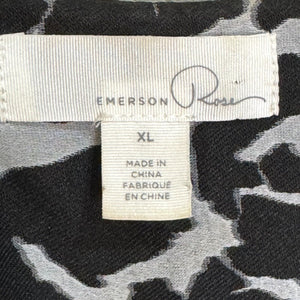 EMERSON Rose
XL
MADE IN
CHINA
FABRIQUÉ
EN CHINE